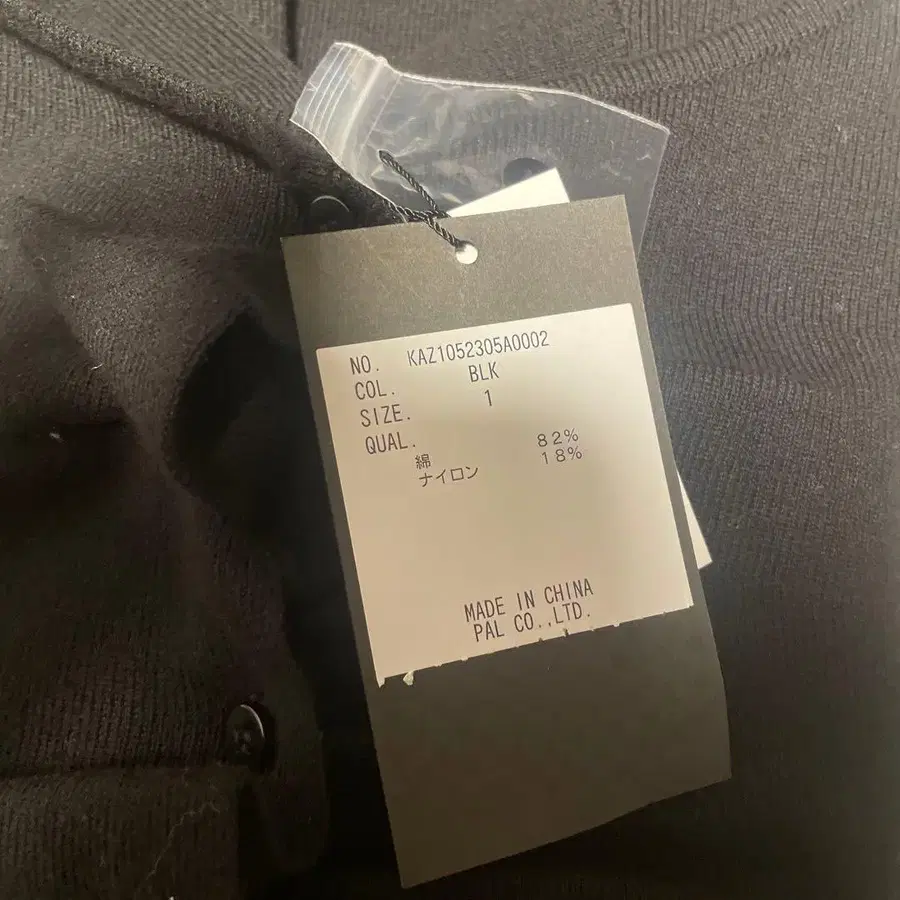 NO. KAZ1052305A0002
COL. BLK
SIZE. 1
QUAL.
綿 82%
ナイロン 18%
MADE IN CHINA
PAL CO.,LTD.